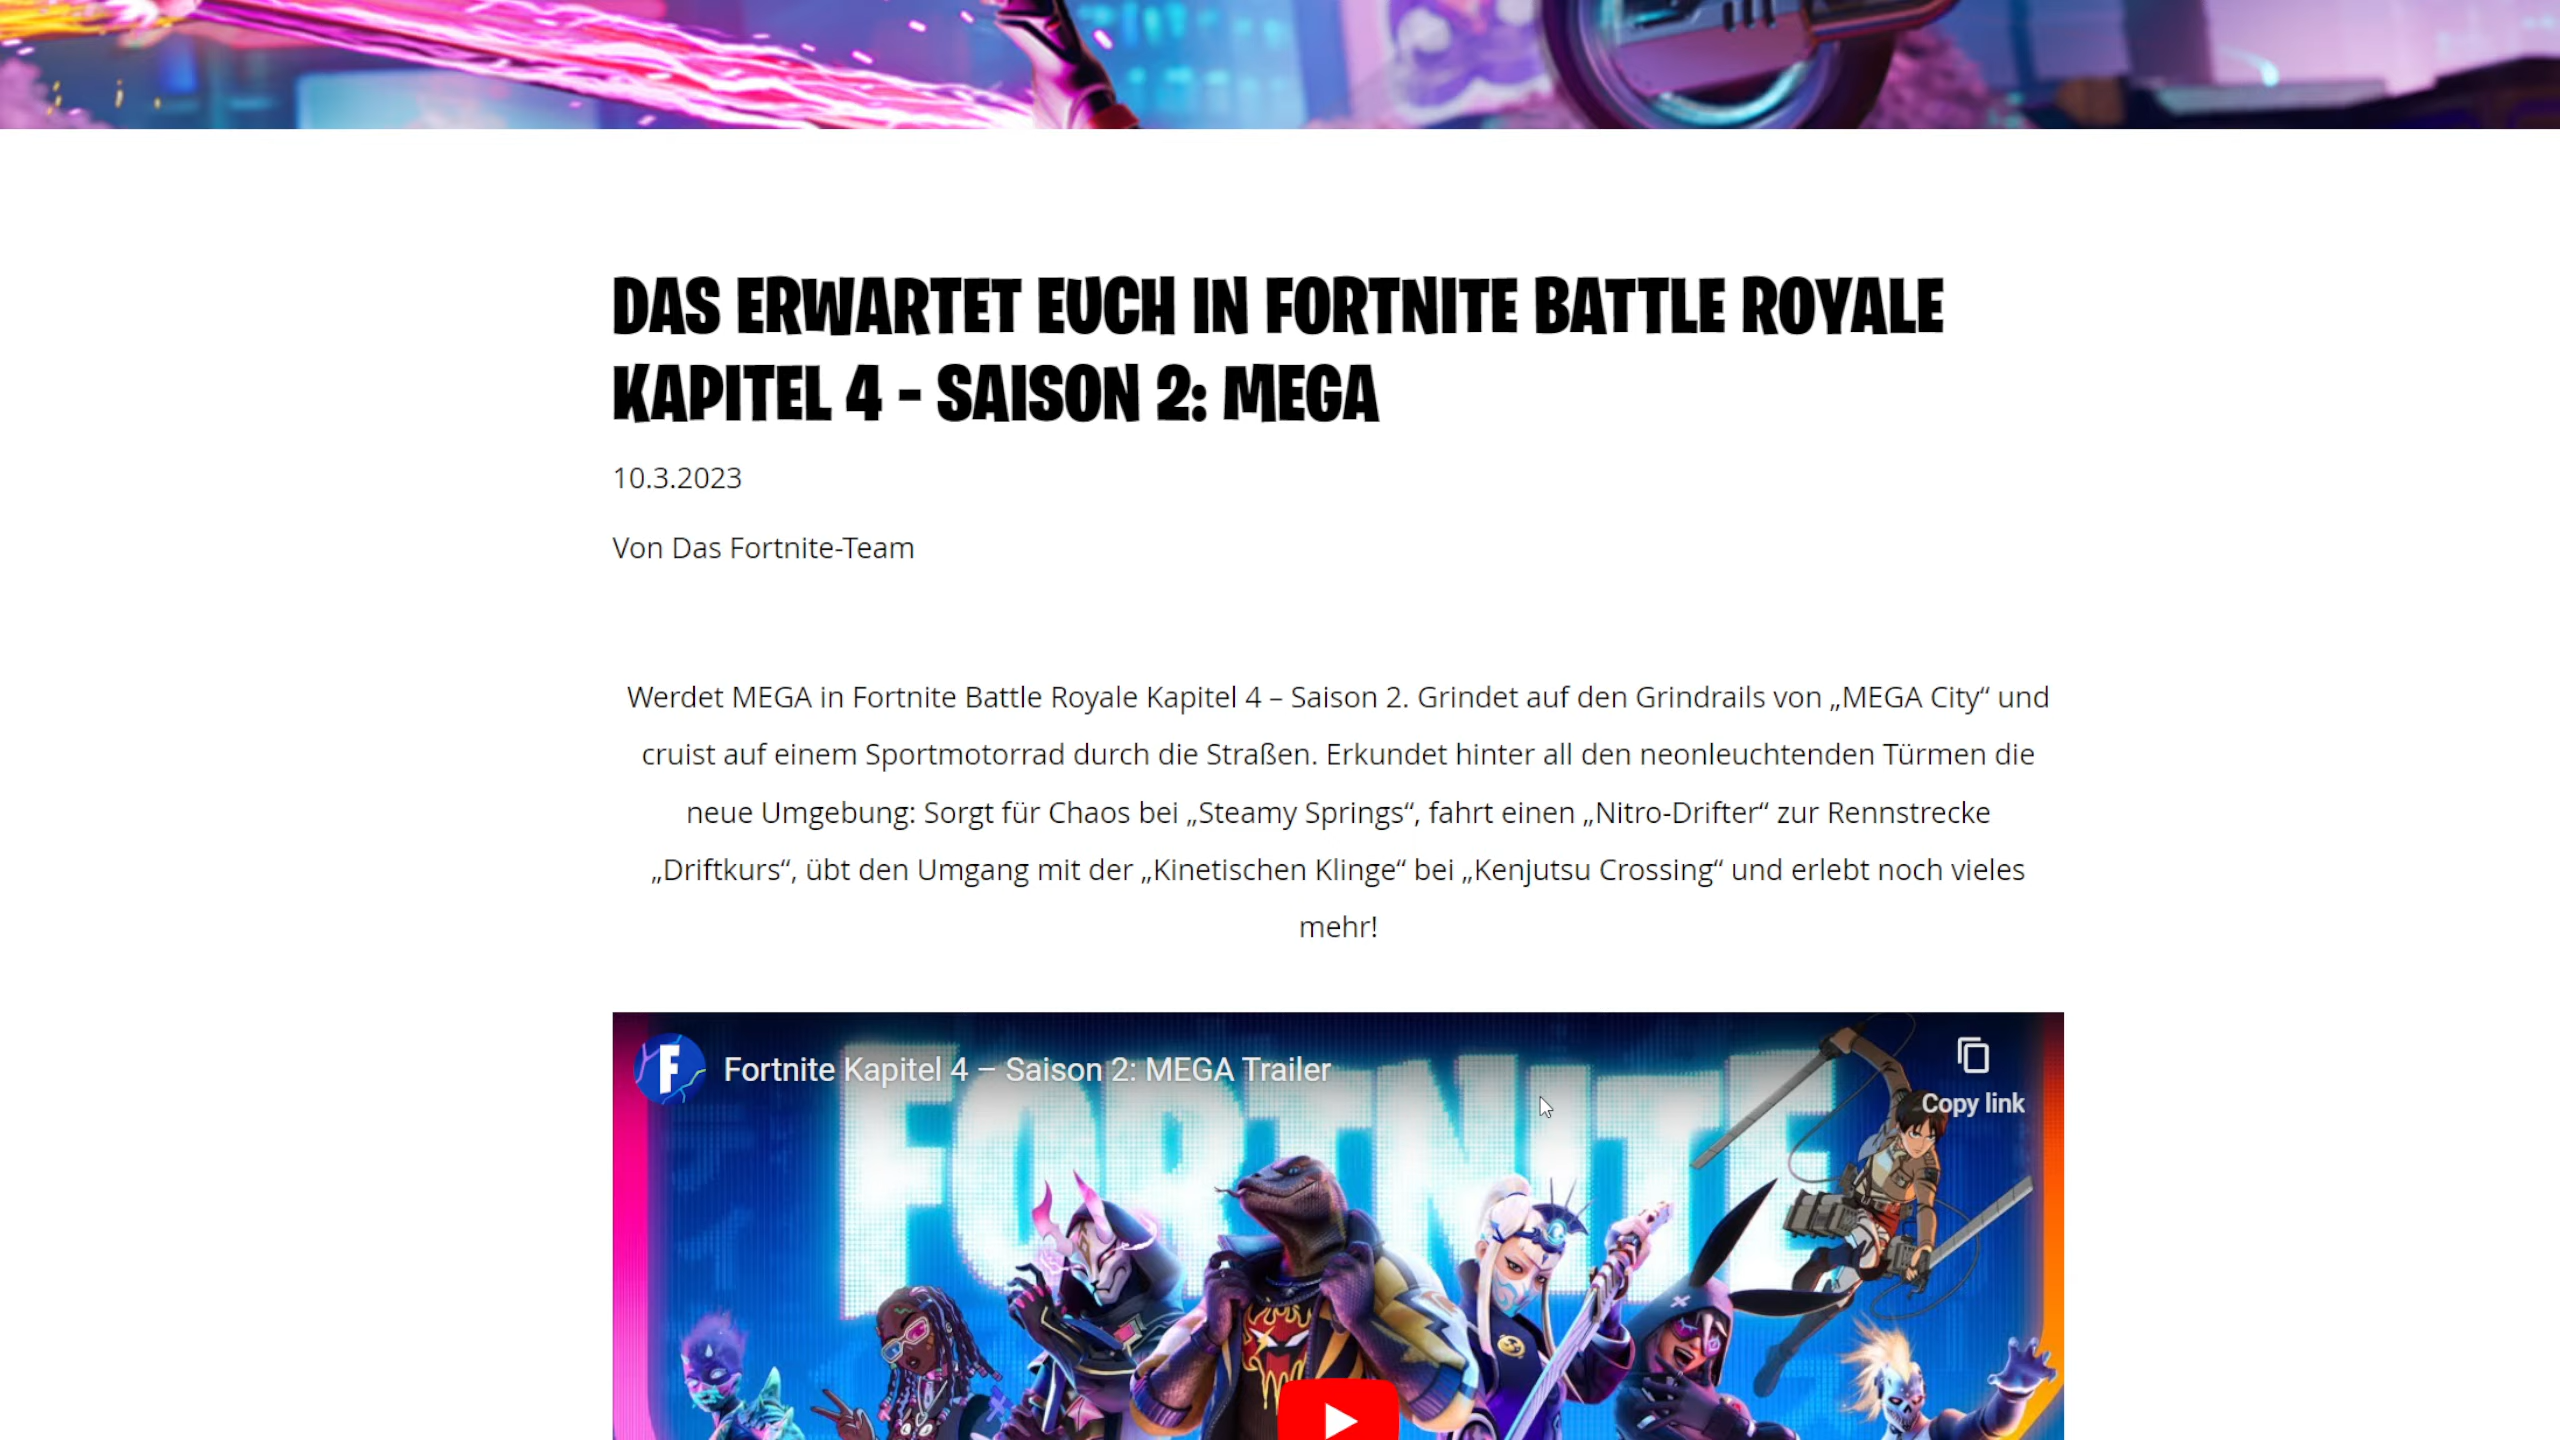 DAS ERWARTET EUCH IN FORTNITE BATTLE ROYALE
KAPITEL 4 - SAISON 2: MEGA
10.3.2023
Von Das Fortnite-Team
Werdet MEGA in Fortnite Battle Royale Kapitel 4 – Saison 2. Grindet auf den Grindrails von „MEGA City“ und
cruist auf einem Sportmotorrad durch die Straßen. Erkundet hinter all den neonleuchtenden Türmen die
neue Umgebung: Sorgt für Chaos bei „Steamy Springs“, fahrt einen „Nitro-Drifter“ zur Rennstrecke
„Driftkurs“, übt den Umgang mit der „Kinetischen Klinge“ bei „Kenjutsu Crossing“ und erlebt noch vieles
mehr!
F
Fortnite Kapitel 4 – Saison 2: MEGA Trailer
Copy link
FORTNITE